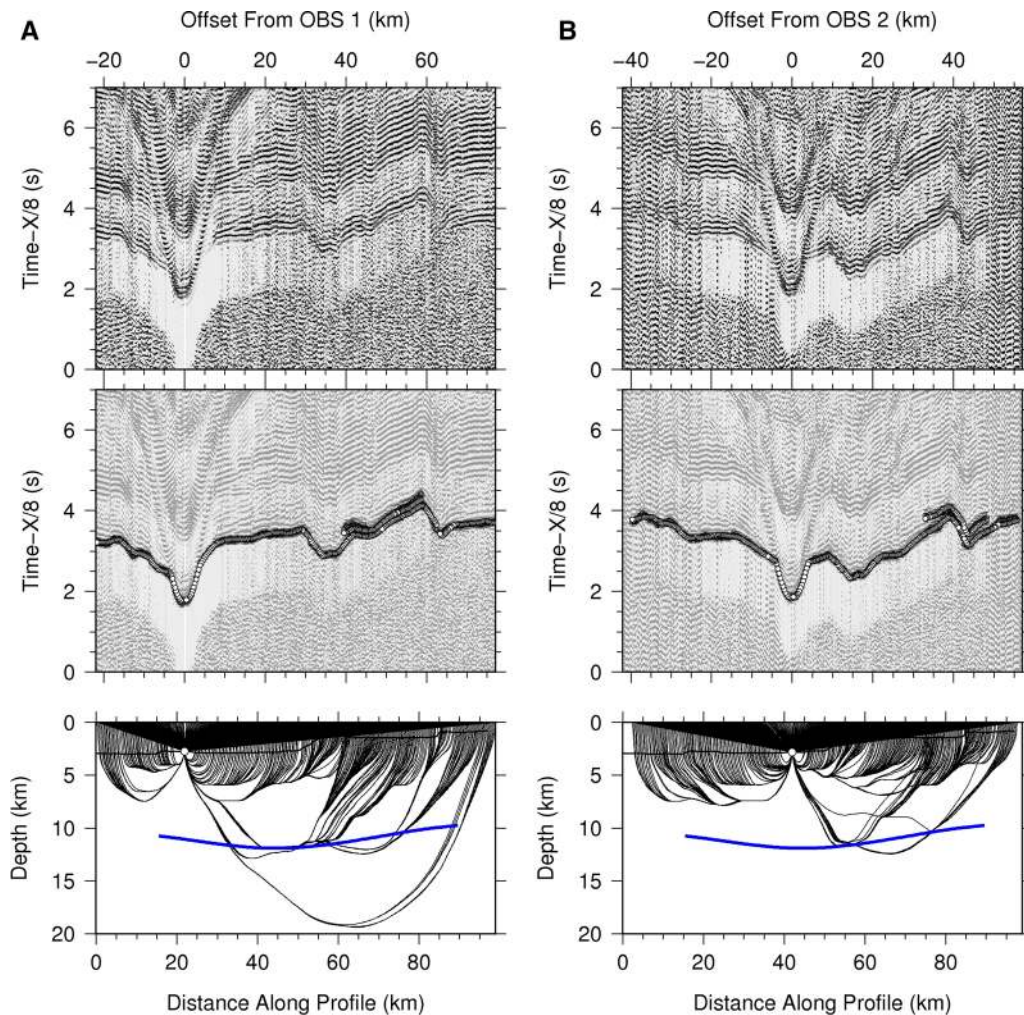 A
Offset From OBS 1 (km)
−20 0 20 40 60
Time−X/8 (s)
6
4
2
0
Time−X/8 (s)
6
4
2
0
Depth (km)
0
5
10
15
20
0 20 40 60 80
Distance Along Profile (km)
B
Offset From OBS 2 (km)
−40 −20 0 20 40
Time−X/8 (s)
6
4
2
0
Time−X/8 (s)
6
4
2
0
Depth (km)
0
5
10
15
20
0 20 40 60 80
Distance Along Profile (km)